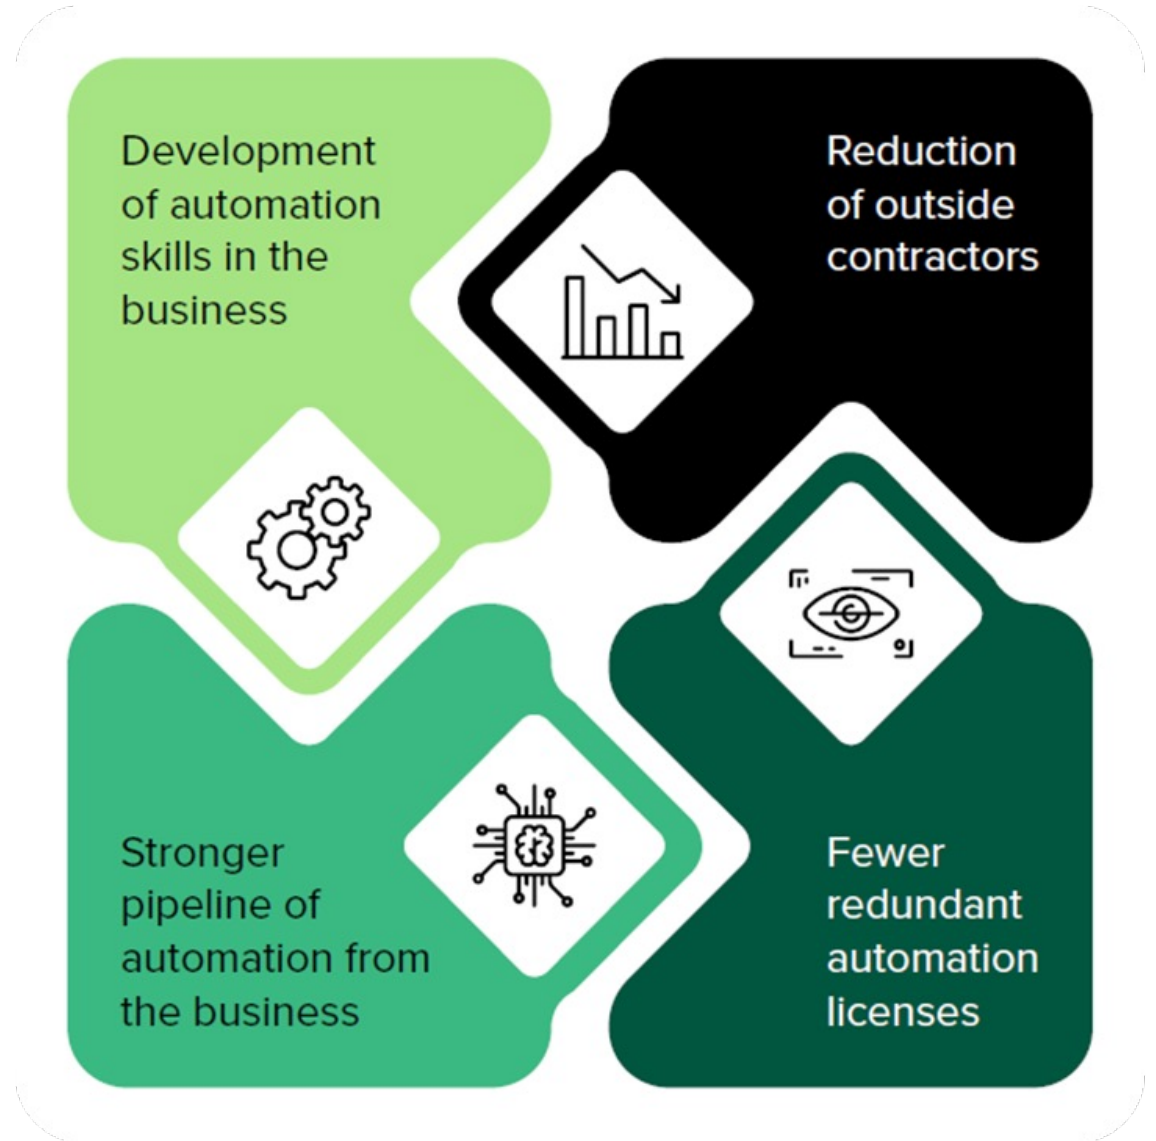 Development
of automation
skills in the
business
Reduction
of outside
contractors
Stronger
pipeline of
automation from
the business
Fewer
redundant
automation
licenses